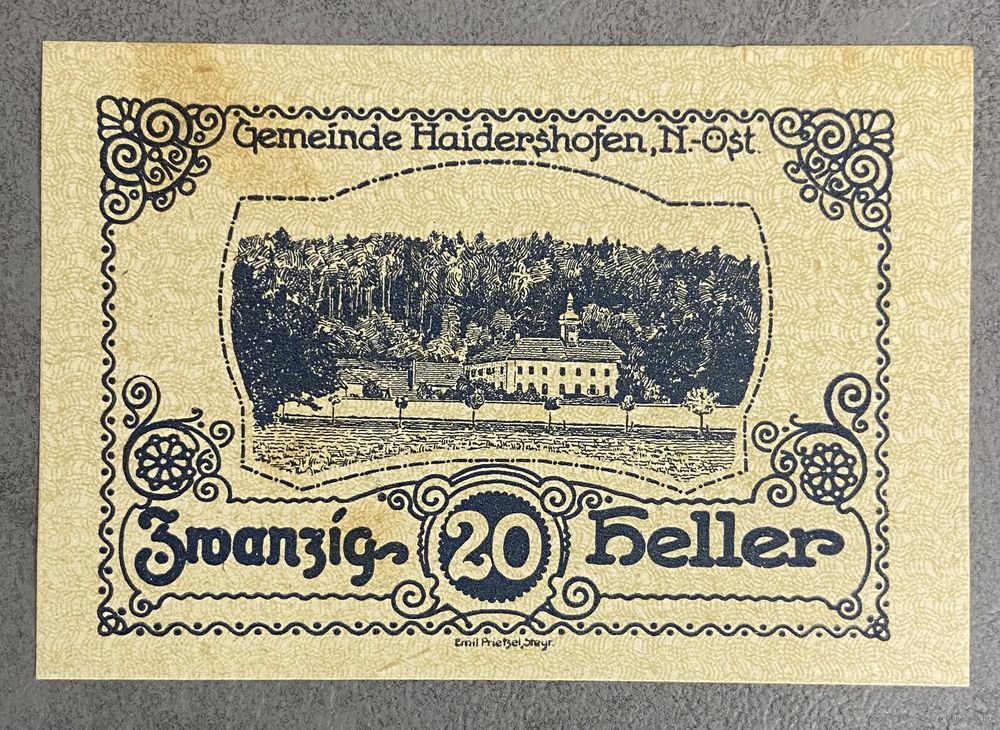 Gemeinde Haidershofen, N.-Öst.
Zwanzig 20 Heller
Emil Prietzel, Steyr.